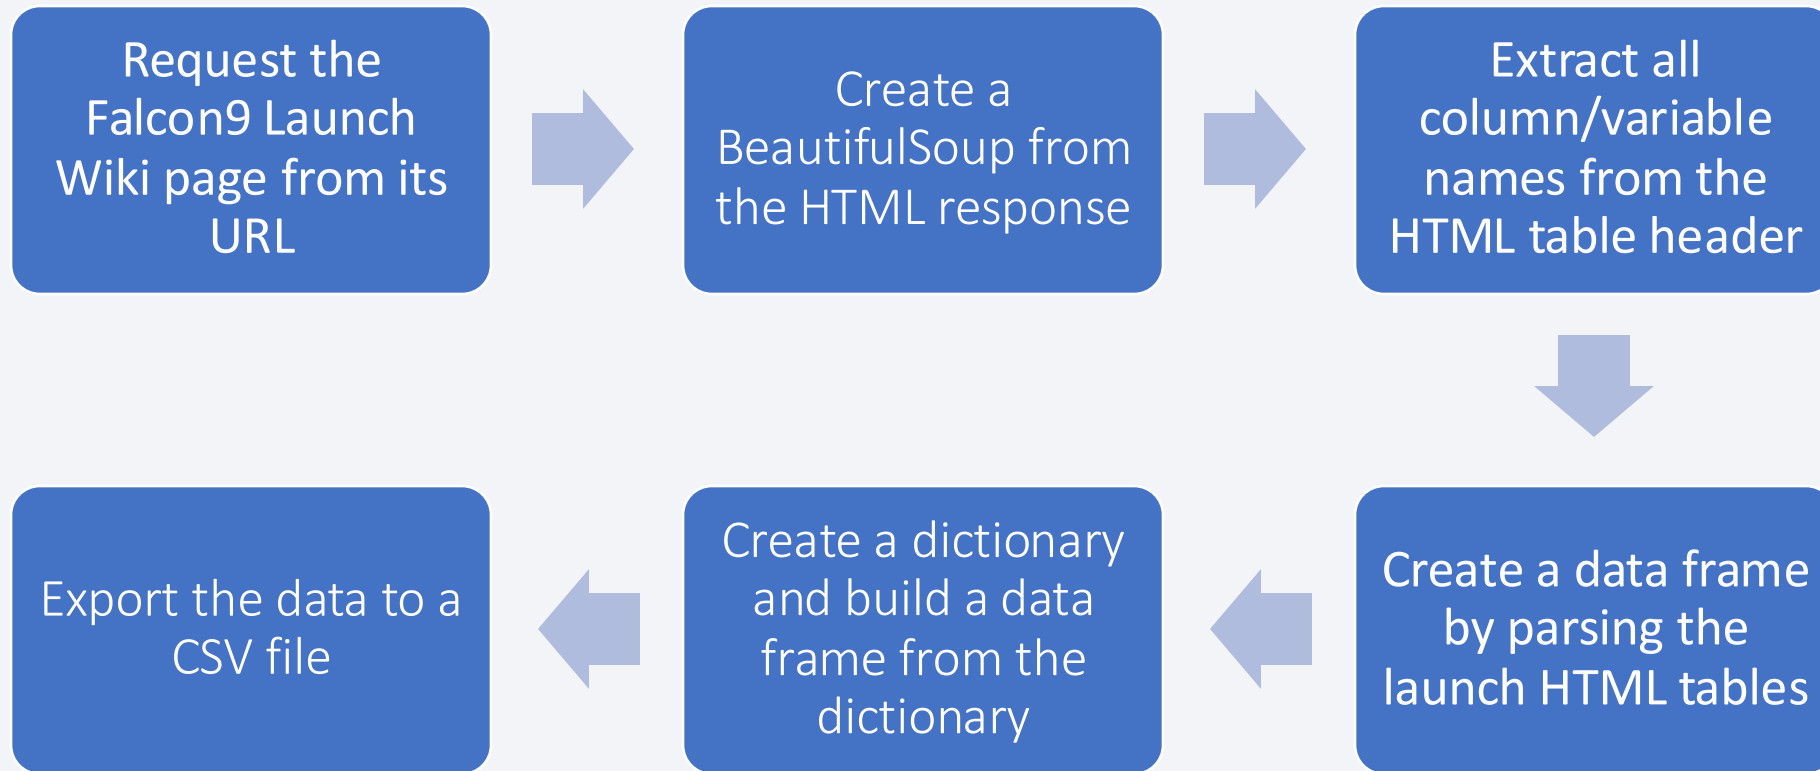 Request the
Falcon9 Launch
Wiki page from its
URL
Create a
BeautifulSoup from
the HTML response
Extract all
column/variable
names from the
HTML table header
Create a data frame
by parsing the
launch HTML tables
Create a dictionary
and build a data
frame from the
dictionary
Export the data to a
CSV file